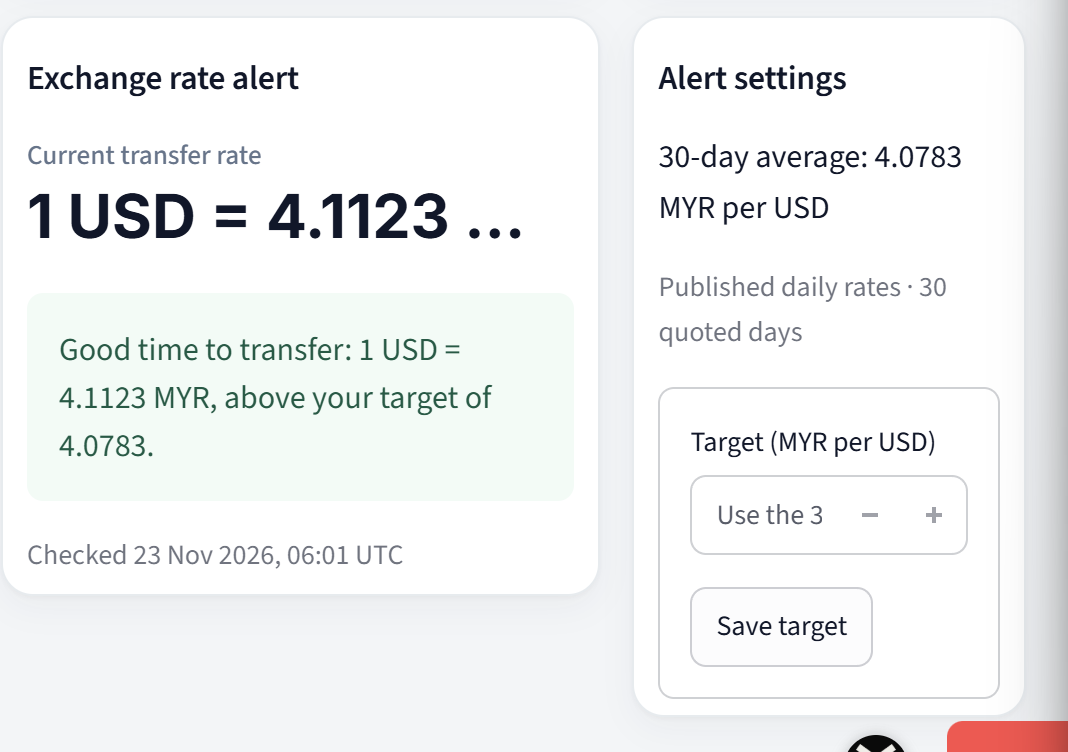 Exchange rate alert
Current transfer rate
1 USD = 4.1123 ...
Good time to transfer: 1 USD =
4.1123 MYR, above your target of
4.0783.
Checked 23 Nov 2026, 06:01 UTC
Alert settings
30-day average: 4.0783
MYR per USD
Published daily rates · 30
quoted days
Target (MYR per USD)
Use the 3 − +
Save target